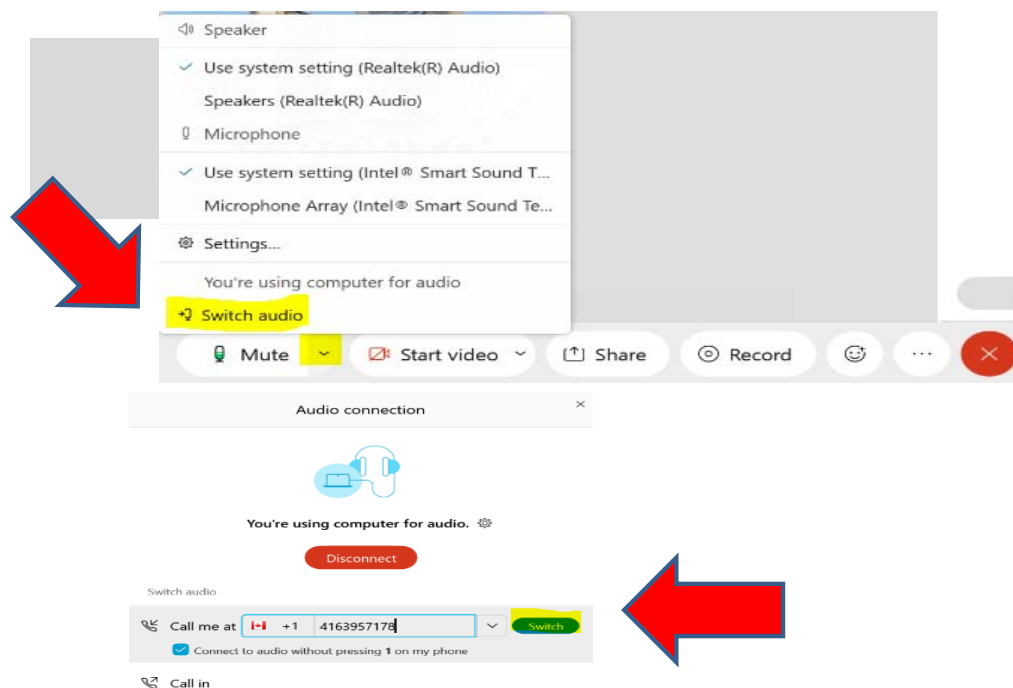 Speaker
Use system setting (Realtek(R) Audio)
Speakers (Realtek(R) Audio)
Microphone
Use system setting (Intel® Smart Sound T...
Microphone Array (Intel® Smart Sound Te...
Settings...
You're using computer for audio
Switch audio
Mute Start video Share Record ...
Audio connection
You're using computer for audio.
Disconnect
Switch audio
Call me at +1 4163957178 Switch
Connect to audio without pressing 1 on my phone
Call in